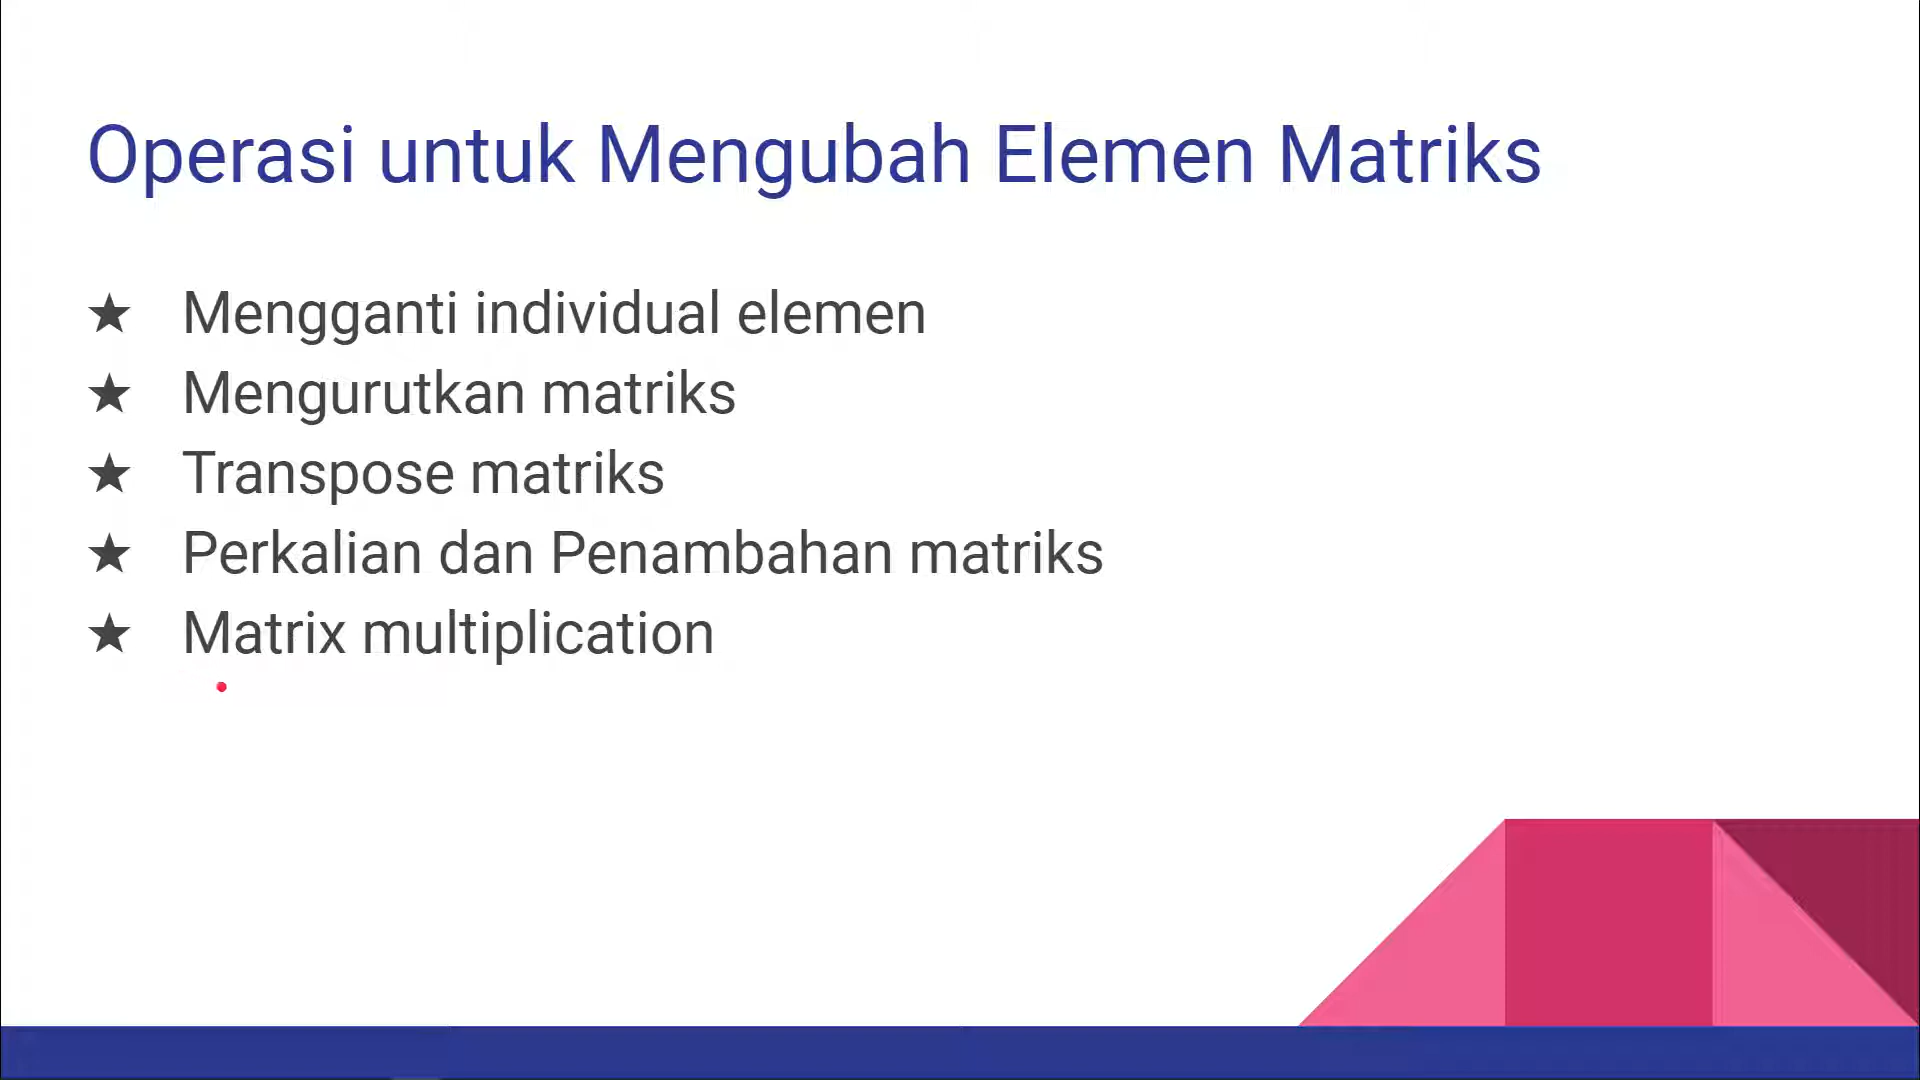 Operasi untuk Mengubah Elemen Matriks
★ Mengganti individual elemen
★ Mengurutkan matriks
★ Transpose matriks
★ Perkalian dan Penambahan matriks
★ Matrix multiplication